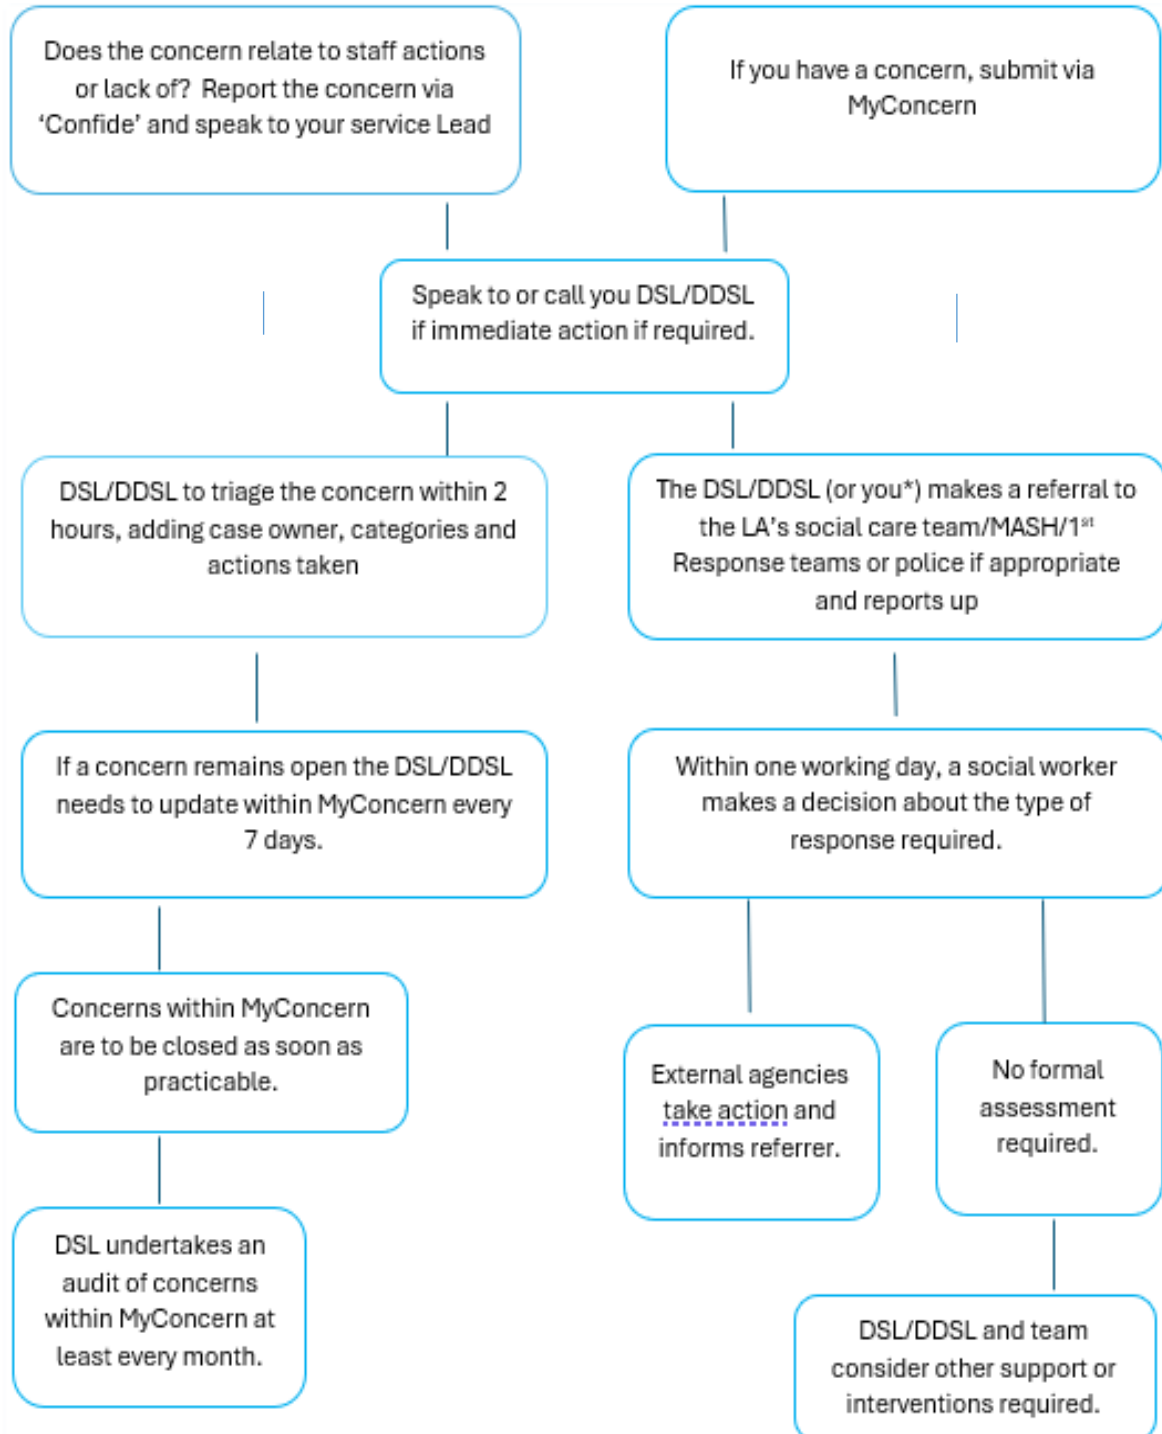 Does the concern relate to staff actions
or lack of? Report the concern via
‘Confide’ and speak to your service Lead
If you have a concern, submit via
MyConcern
Speak to or call you DSL/DDSL
if immediate action if required.
DSL/DDSL to triage the concern within 2
hours, adding case owner, categories and
actions taken
The DSL/DDSL (or you*) makes a referral to
the LA’s social care team/MASH/1st
Response teams or police if appropriate
and reports up
If a concern remains open the DSL/DDSL
needs to update within MyConcern every
7 days.
Within one working day, a social worker
makes a decision about the type of
response required.
Concerns within MyConcern
are to be closed as soon as
practicable.
External agencies
take action and
informs referrer.
No formal
assessment
required.
DSL undertakes an
audit of concerns
within MyConcern at
least every month.
DSL/DDSL and team
consider other support or
interventions required.